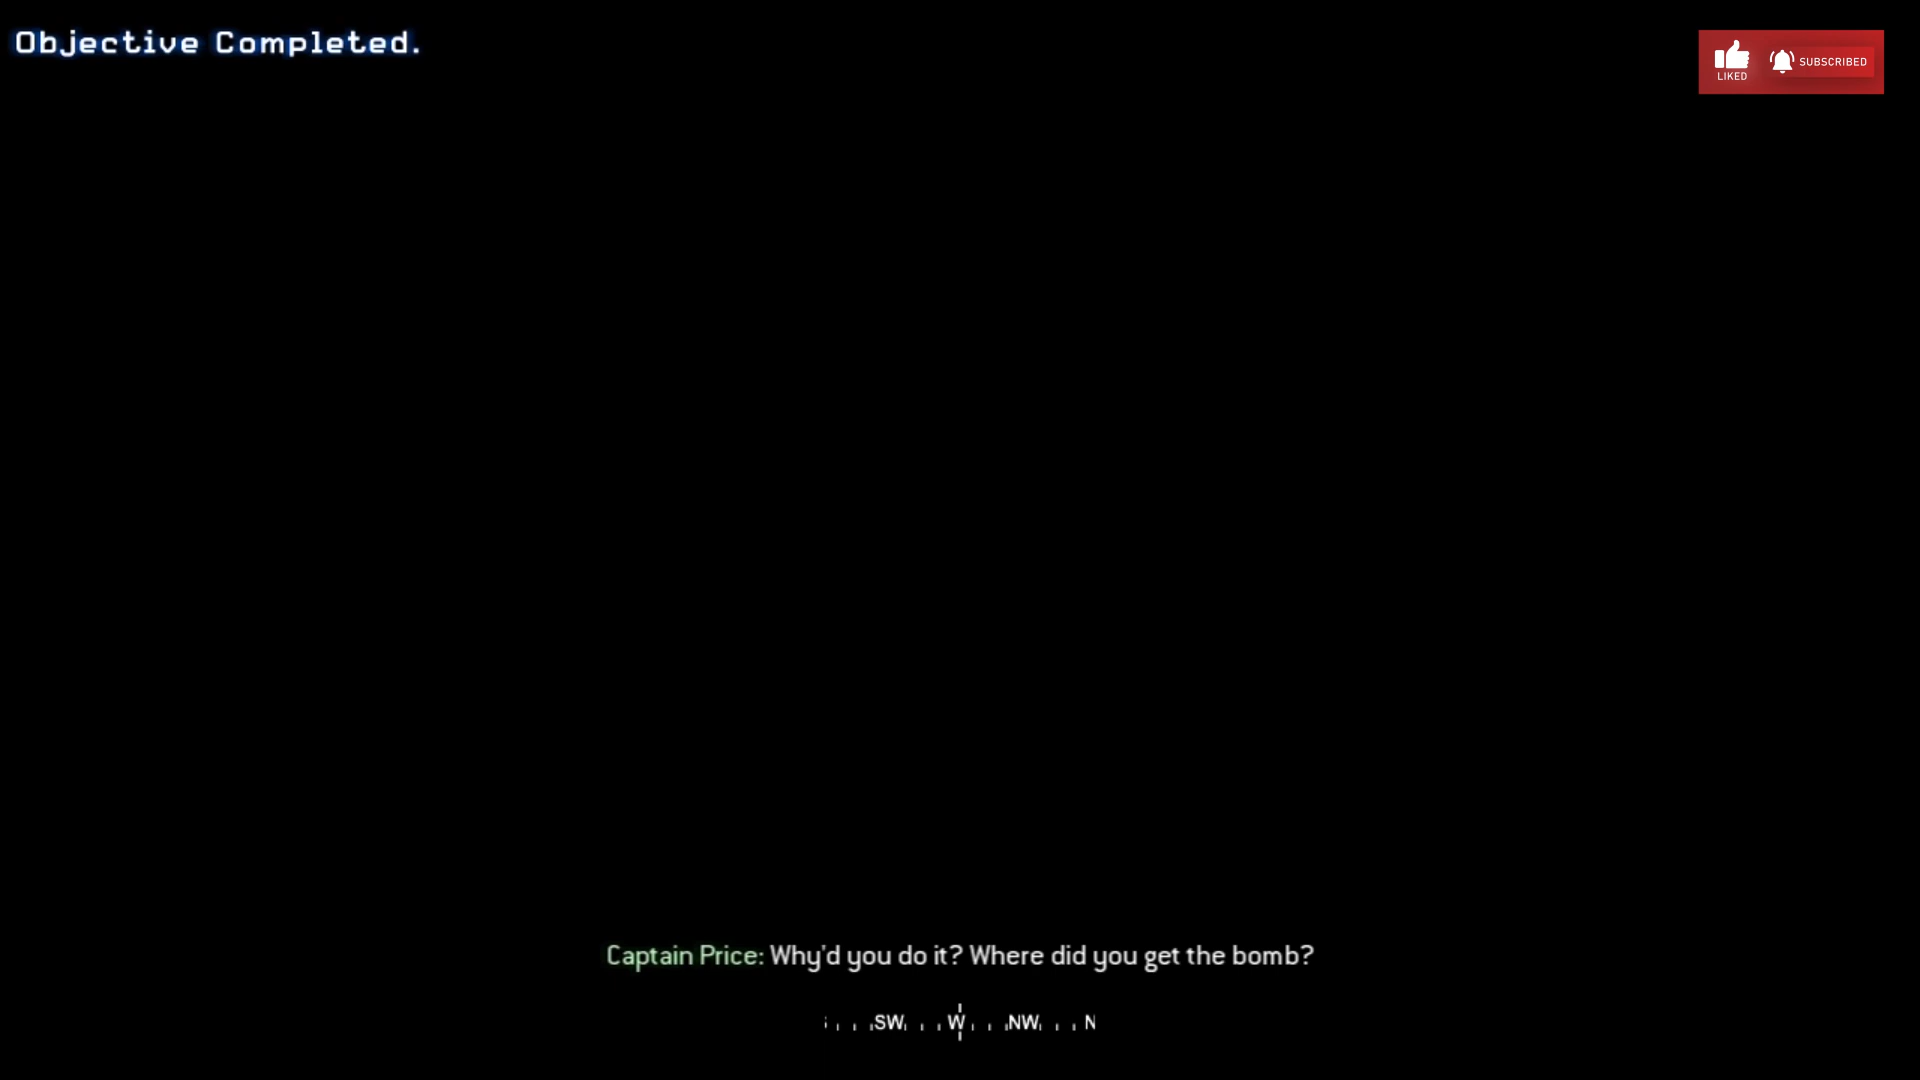 Objective Completed.
LIKED
SUBSCRIBED
Captain Price: Why'd you do it? Where did you get the bomb?
SW W NW N